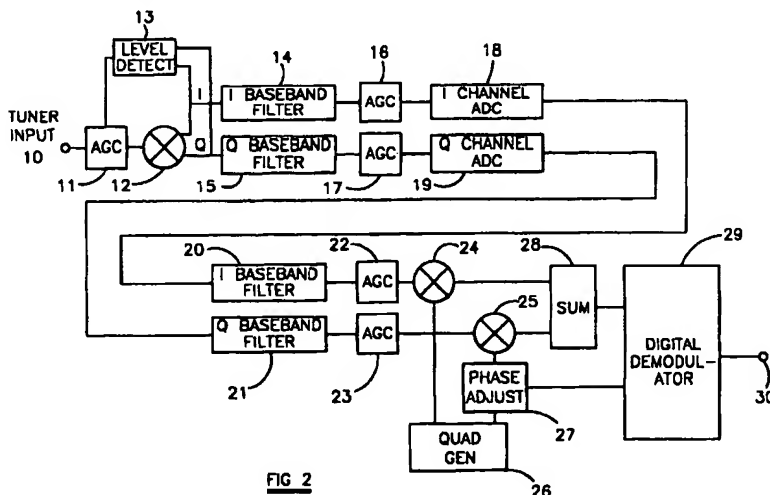 13
LEVEL
DETECT
14
16
18
I
I BASEBAND
FILTER
AGC
I CHANNEL
ADC
TUNER
INPUT
10
AGC
Q
Q BASEBAND
FILTER
AGC
Q CHANNEL
ADC
11
12
15
17
19
20
22
24
28
29
I BASEBAND
FILTER
AGC
25
SUM
Q BASEBAND
FILTER
AGC
DIGITAL
DEMODUL-
ATOR
PHASE
ADJUST
21
23
27
30
QUAD
GEN
26
FIG 2